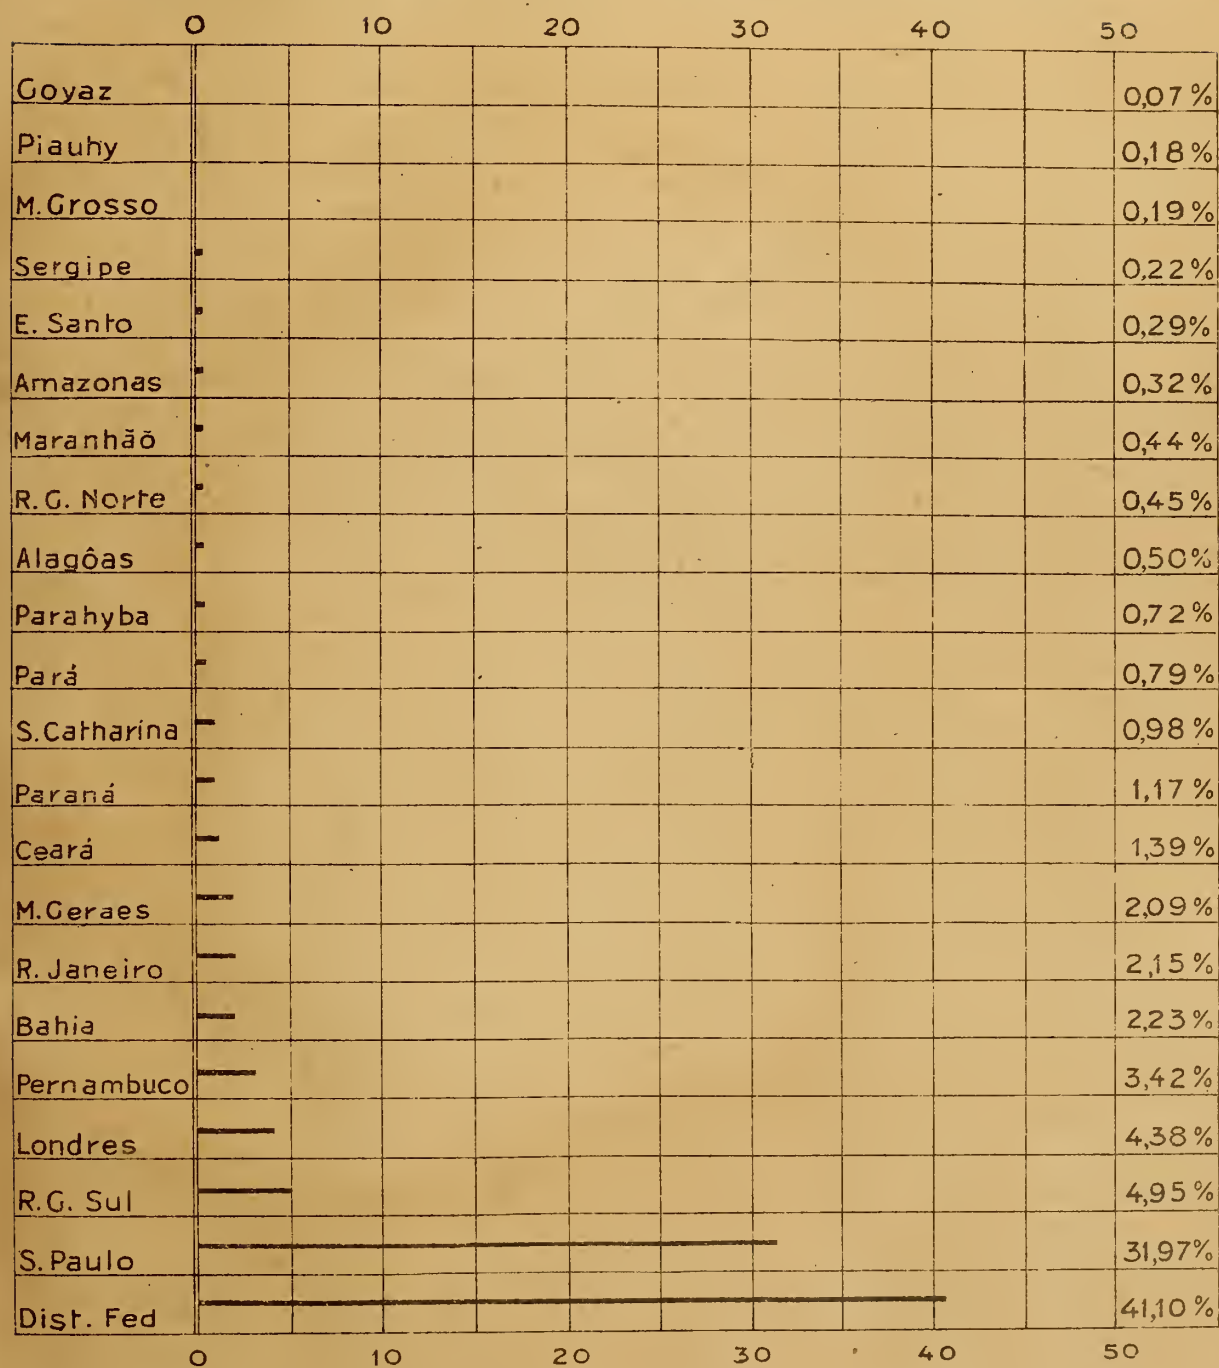 0 10 20 30 40 50
Goyaz 0,07%
Piauhy 0,18%
M. Grosso 0,19%
Sergipe 0,22%
E. Santo 0,29%
Amazonas 0,32%
Maranhão 0,44%
R.G. Norte 0,45%
Alagôas 0,50%
Parahyba 0,72%
Pará 0,79%
S. Catharina 0,98%
Paraná 1,17%
Ceará 1,39%
M. Geraes 2,09%
R. Janeiro 2,15%
Bahia 2,23%
Pernambuco 3,42%
Londres 4,38%
R.G. Sul 4,95%
S. Paulo 31,97%
Dist. Fed 41,10%
0 10 20 30 40 50